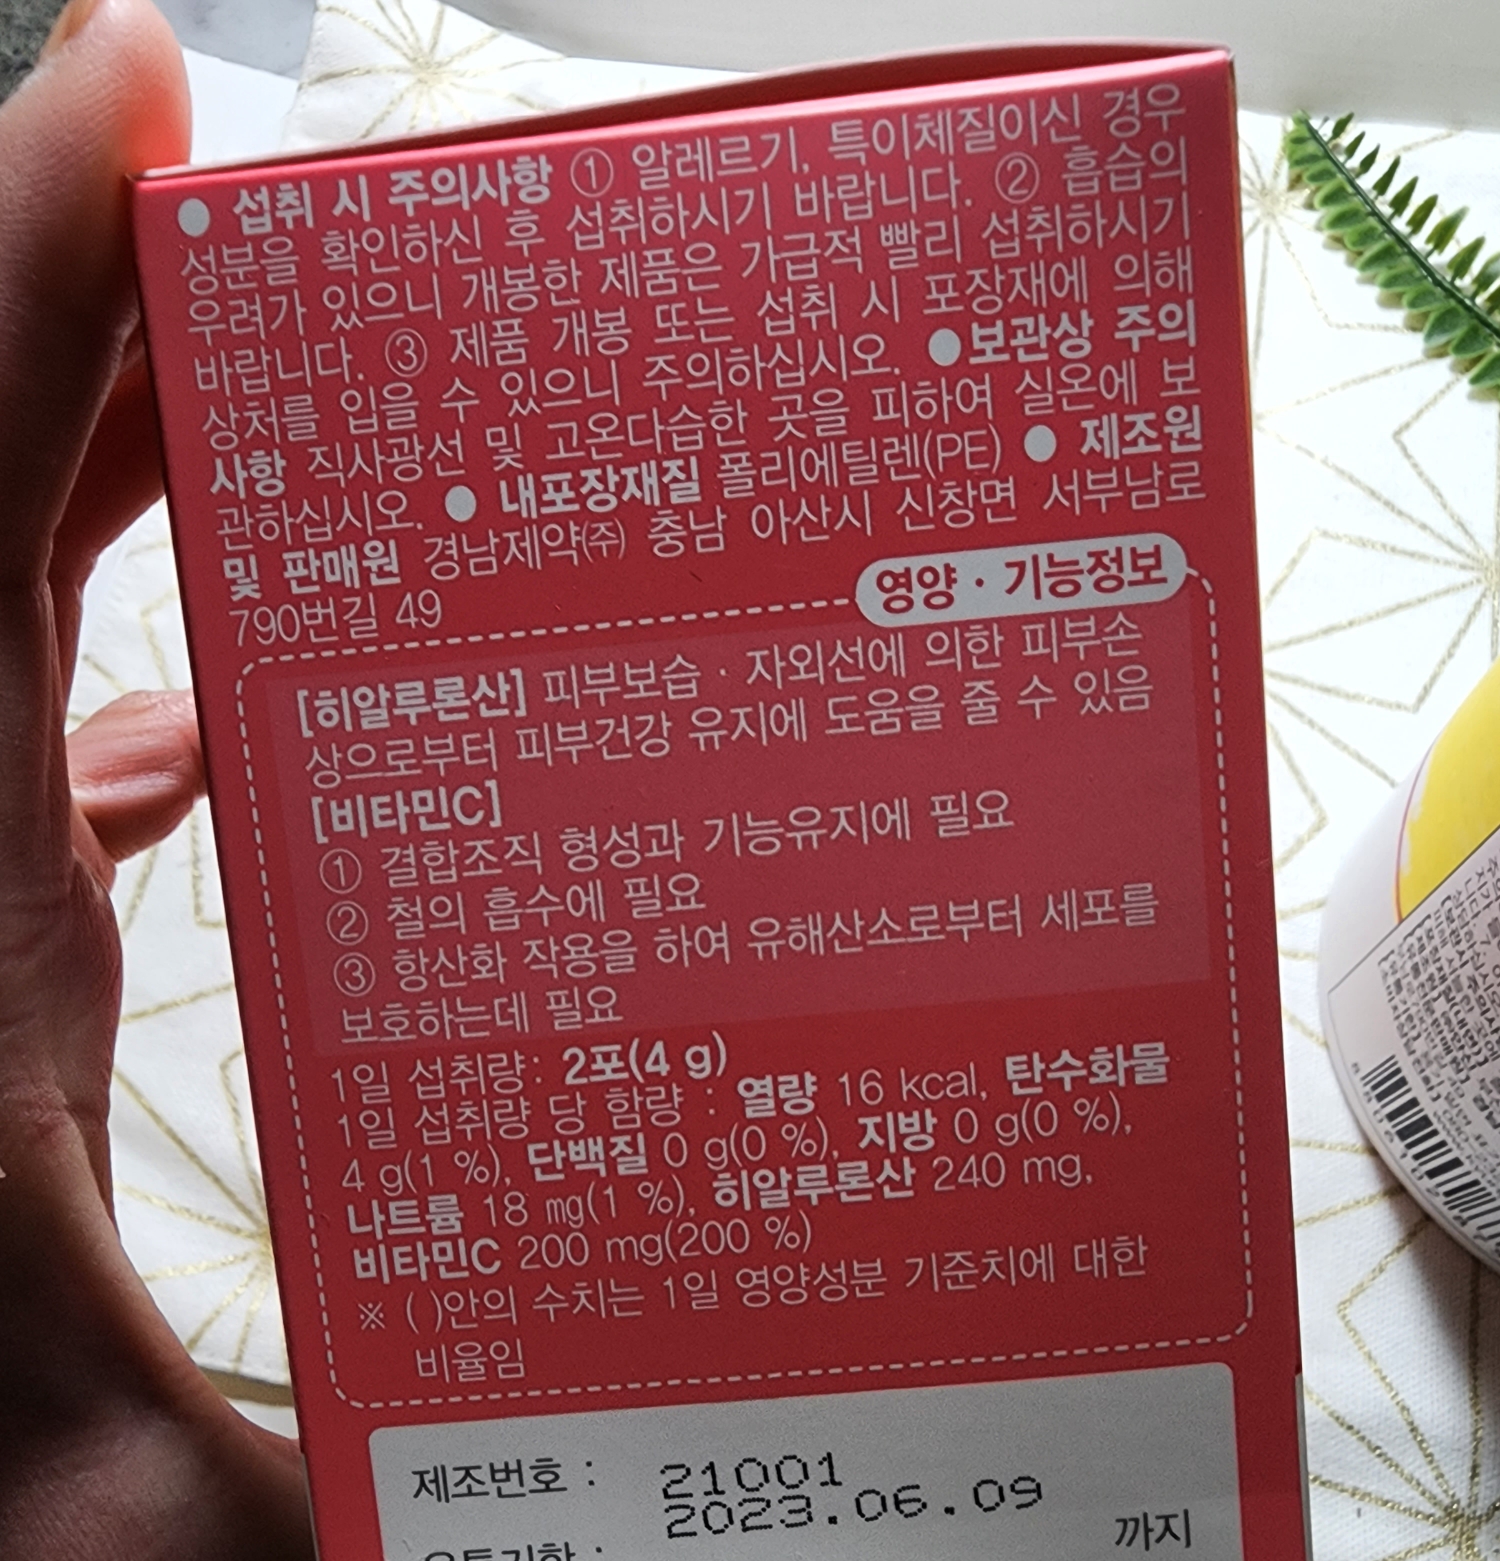 ● 섭취 시 주의사항 ① 알레르기, 특이체질이신 경우
성분을 확인하신 후 섭취하시기 바랍니다. ② 흡습의
우려가 있으니 개봉한 제품은 가급적 빨리 섭취하시기
바랍니다. ③ 제품 개봉 또는 섭취 시 포장재에 의해
상처를 입을 수 있으니 주의하십시오. ●보관상 주의
사항 직사광선 및 고온다습한 곳을 피하여 실온에 보
관하십시오. ● 내포장재질 폴리에틸렌(PE) ● 제조원
및 판매원 경남제약㈜ 충남 아산시 신창면 서부남로
790번길 49
영양 · 기능정보
[히알루론산] 피부보습 · 자외선에 의한 피부손
상으로부터 피부건강 유지에 도움을 줄 수 있음
[비타민C]
① 결합조직 형성과 기능유지에 필요
② 철의 흡수에 필요
③ 항산화 작용을 하여 유해산소로부터 세포를
보호하는데 필요
1일 섭취량: 2포(4 g)
1일 섭취량 당 함량 : 열량 16 kcal, 탄수화물
4 g(1 %), 단백질 0 g(0 %), 지방 0 g(0 %),
나트륨 18 mg(1 %), 히알루론산 240 mg,
비타민C 200 mg(200 %)
※ ( )안의 수치는 1일 영양성분 기준치에 대한
비율임
제조번호 : 21001
2023.06.09
까지